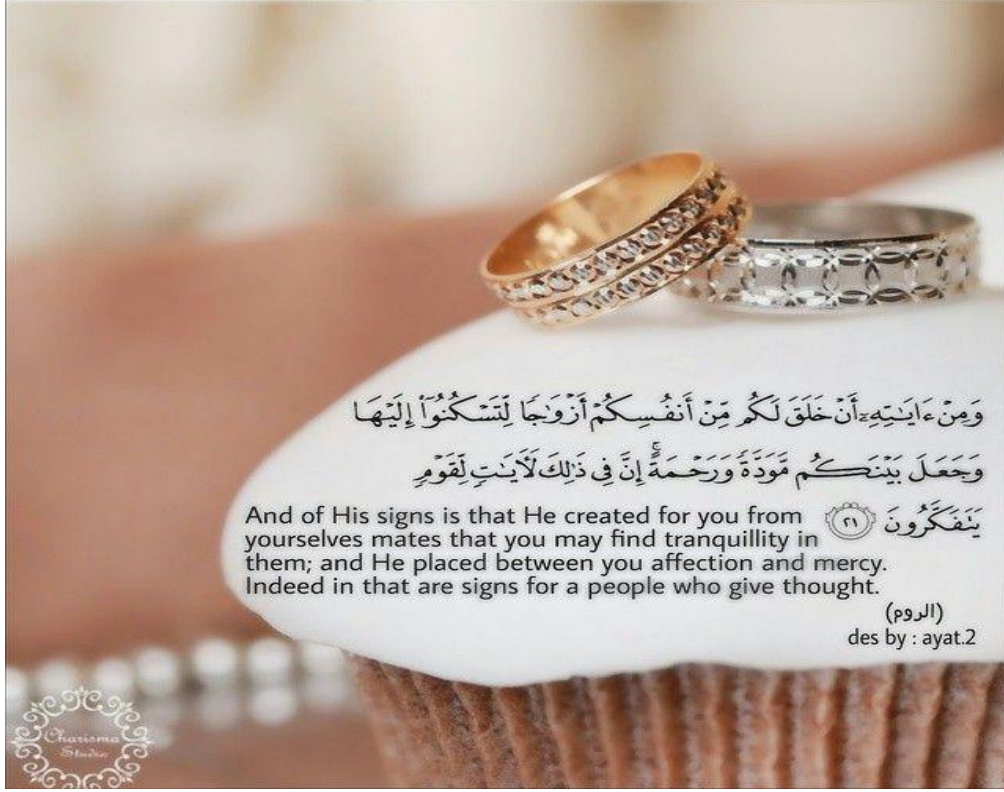 وَمِنْ ءَايَـٰتِهِۦٓ أَنْ خَلَقَ لَكُم مِّنْ أَنفُسِكُمْ أَزْوَٰجًا لِّتَسْكُنُوٓا۟ إِلَيْهَا
وَجَعَلَ بَيْنَكُم مَّوَدَّةً وَرَحْمَةً ۚ إِنَّ فِى ذَٰلِكَ لَـَٔايَـٰتٍ لِّقَوْمٍ
يَتَفَكَّرُونَ ٢١
And of His signs is that He created for you from
yourselves mates that you may find tranquillity in
them; and He placed between you affection and mercy.
Indeed in that are signs for a people who give thought.
(الروم)
des by : ayat.2
Charisma
Studio